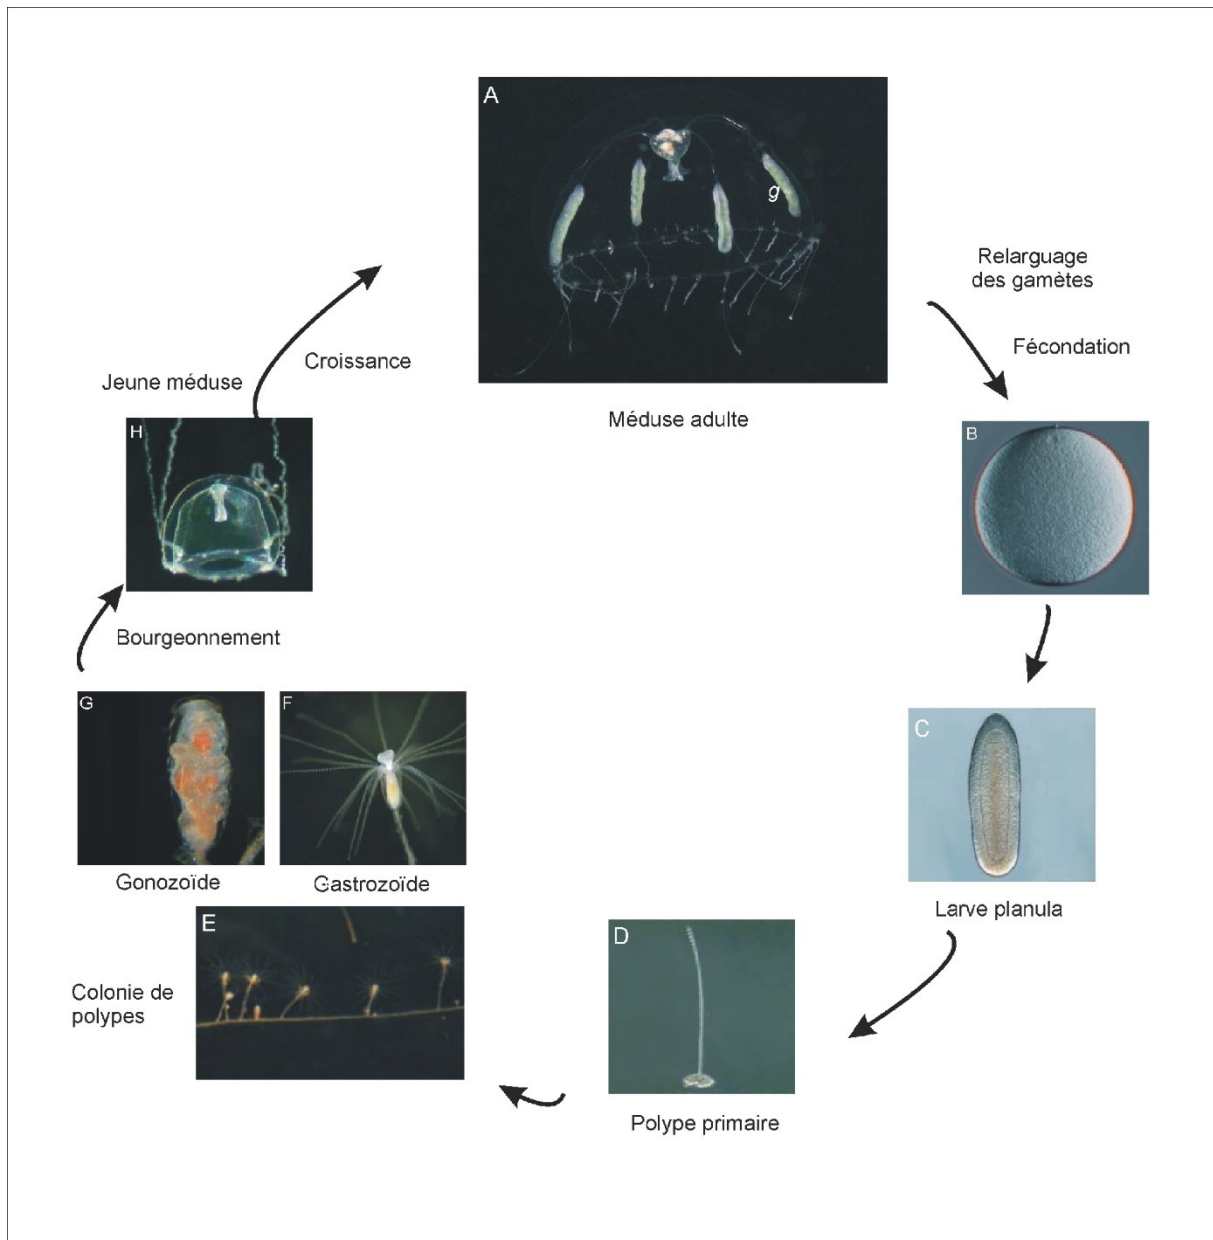 A
g
Méduse adulte
Relarguage
des gamètes
Fécondation
B
C
Larve planula
D
Polype primaire
E
Colonie de
polypes
G
F
Gonozoïde
Gastrozoïde
Bourgeonnement
H
Jeune méduse
Croissance